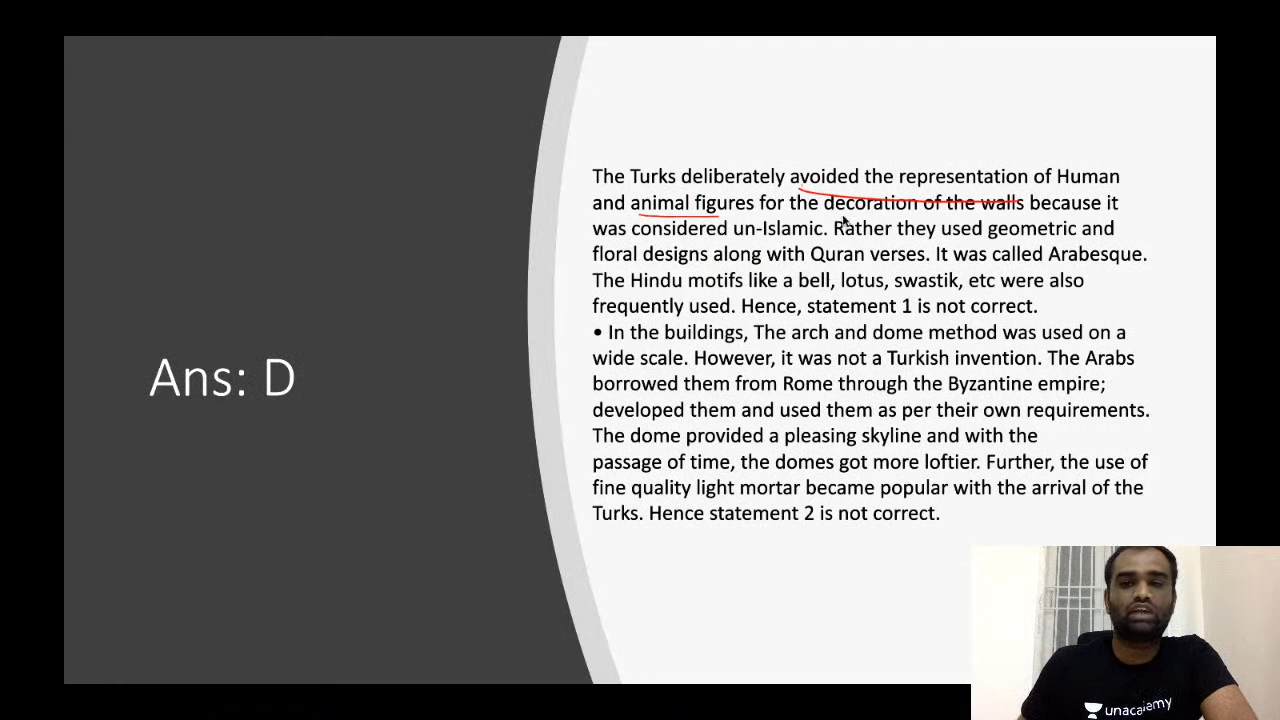 Ans: D
The Turks deliberately avoided the representation of Human
and animal figures for the decoration of the walls because it
was considered un-Islamic. Rather they used geometric and
floral designs along with Quran verses. It was called Arabesque.
The Hindu motifs like a bell, lotus, swastik, etc were also
frequently used. Hence, statement 1 is not correct.
• In the buildings, The arch and dome method was used on a
wide scale. However, it was not a Turkish invention. The Arabs
borrowed them from Rome through the Byzantine empire;
developed them and used them as per their own requirements.
The dome provided a pleasing skyline and with the
passage of time, the domes got more loftier. Further, the use of
fine quality light mortar became popular with the arrival of the
Turks. Hence statement 2 is not correct.
unacademy